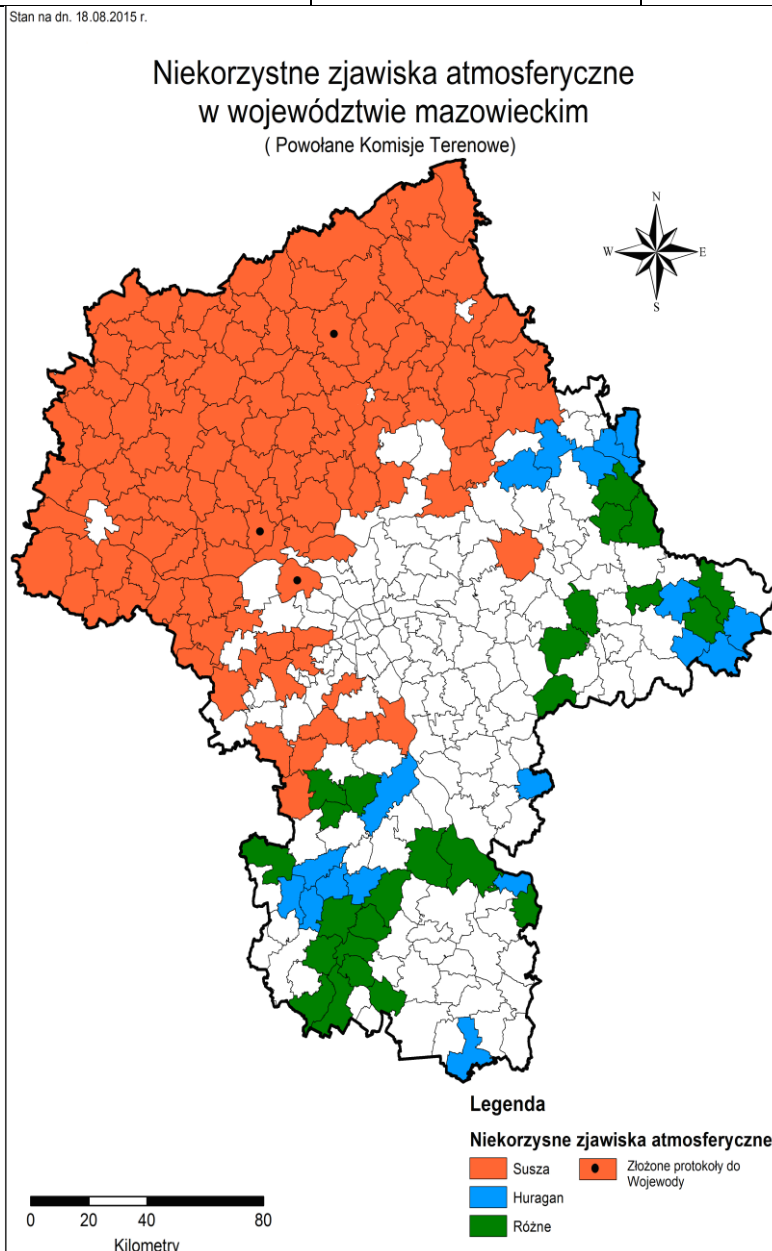 Stan na dn. 18.08.2015 r.
Niekorzystne zjawiska atmosferyczne
w województwie mazowieckim
( Powołane Komisje Terenowe)
N
W E
S
Legenda
Niekorzysne zjawiska atmosferyczne
Susza
Złożone protokoły do
Wojewody
Huragan
Różne
0 20 40 80
Kilometry